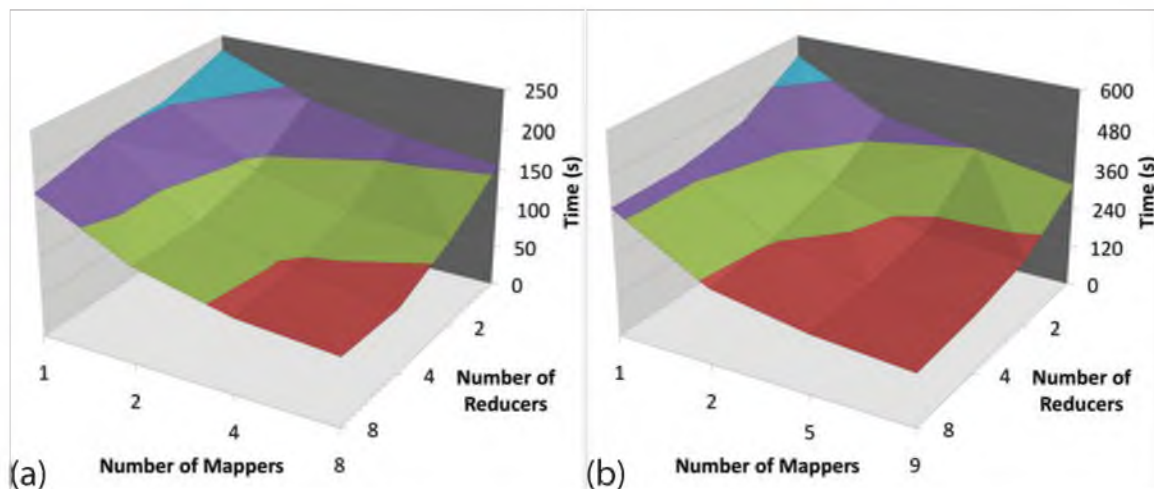 250
200
150
100
50
0
Time (s)
2
4
8
Number of
Reducers
1
2
4
8
Number of Mappers
(a)
600
480
360
240
120
0
Time (s)
2
4
8
Number of
Reducers
1
2
5
9
Number of Mappers
(b)